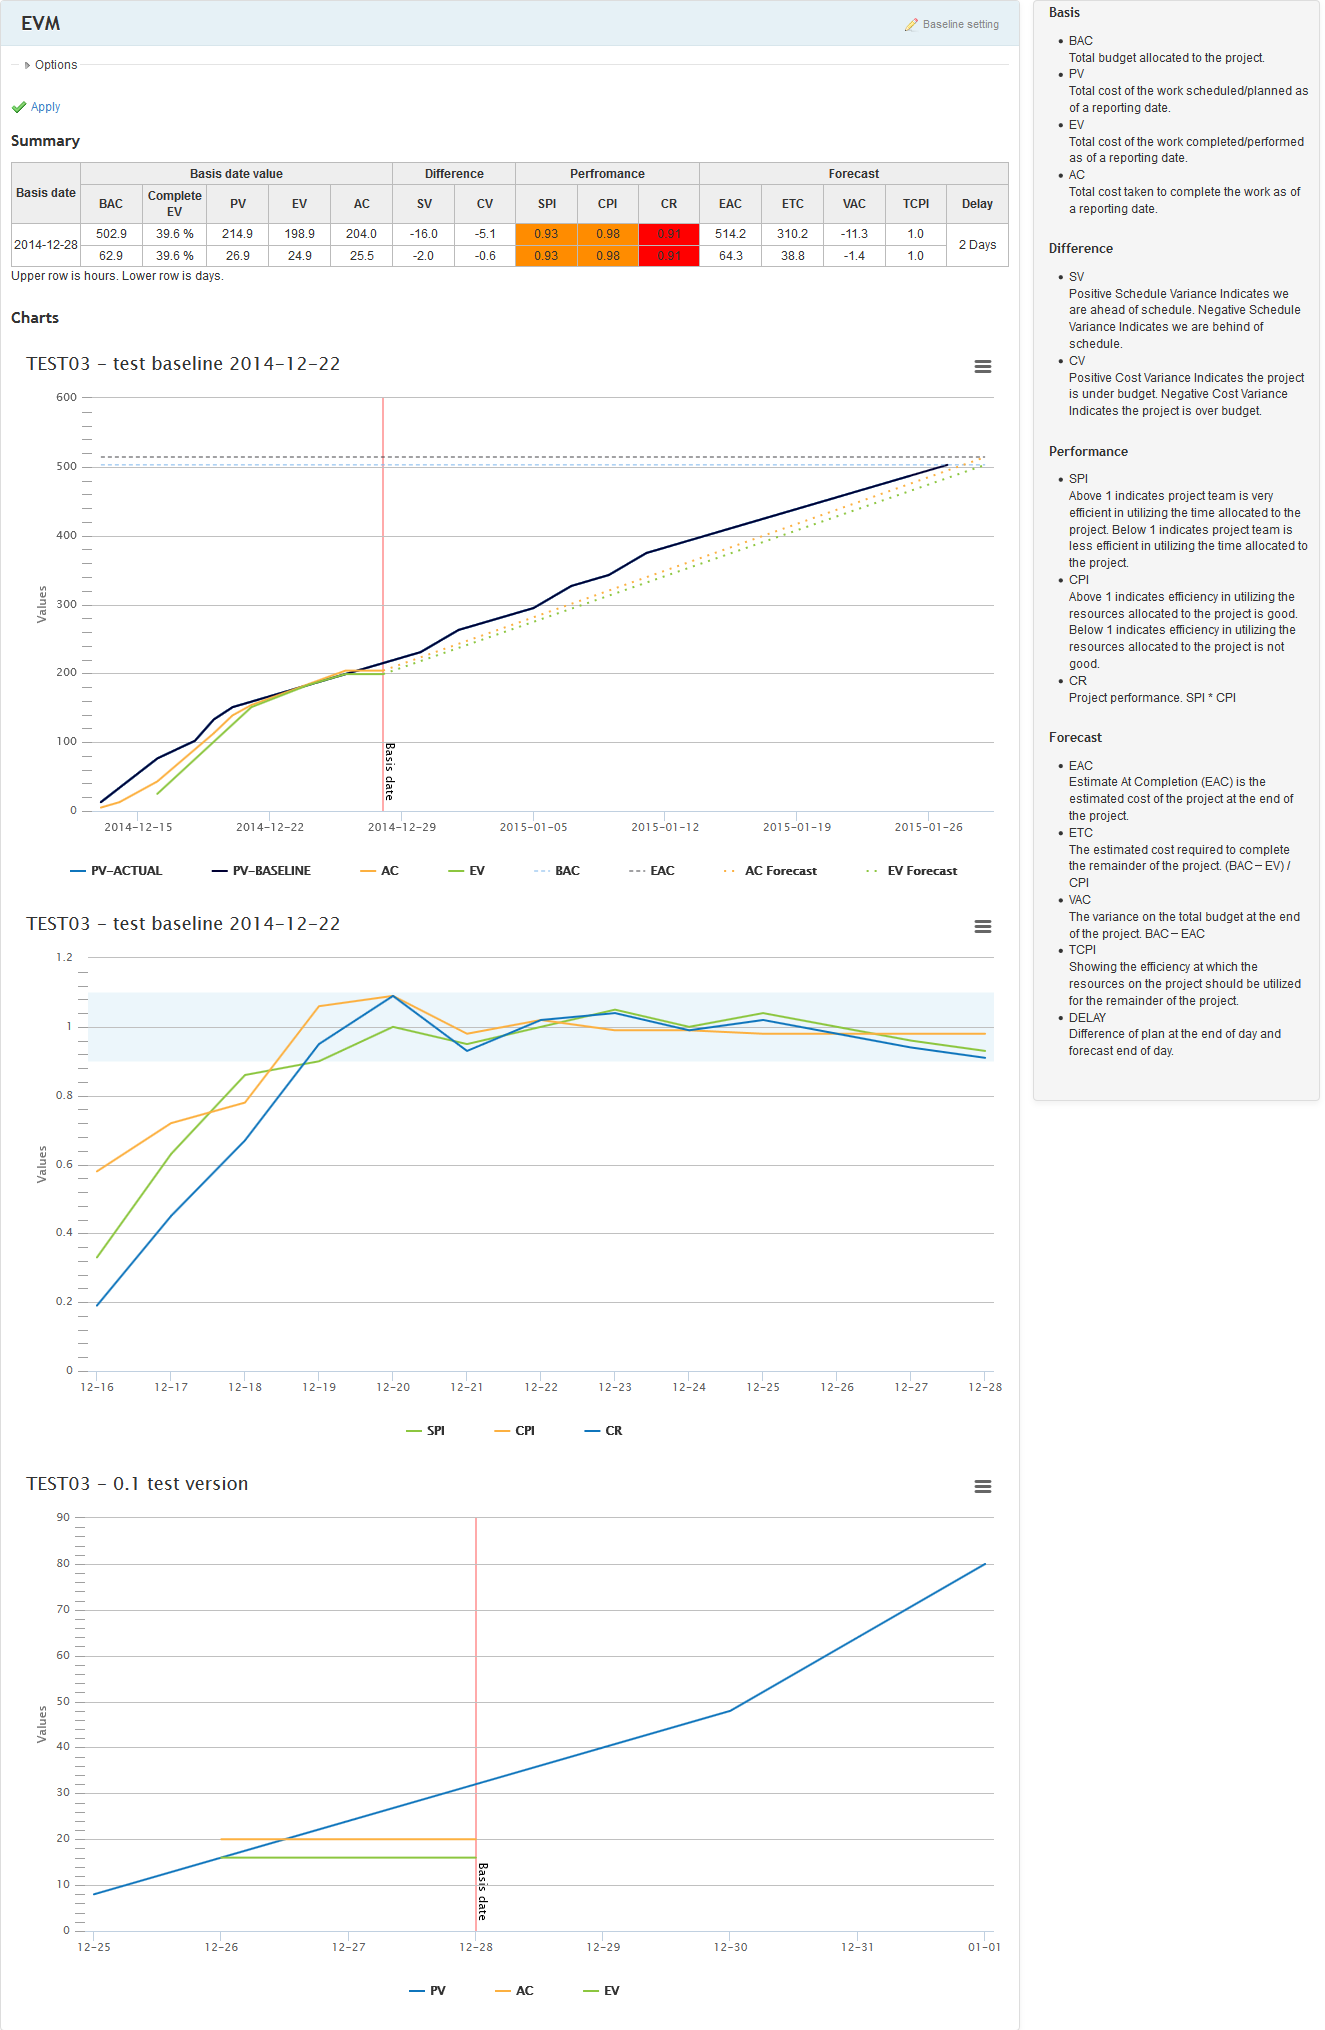 EVM
Baseline setting
Options
Apply
Summary
Basis date
Basis date value
Difference
Perfromance
Forecast
BAC
Complete
EV
PV
EV
AC
SV
CV
SPI
CPI
CR
EAC
ETC
VAC
TCPI
Delay
2014-12-28
502.9 39.6 % 214.9 198.9 204.0 -16.0 -5.1 0.93 0.98 0.91 514.2 310.2 -11.3 1.0
2 Days
62.9 39.6 % 26.9 24.9 25.5 -2.0 -0.6 0.93 0.98 0.91 64.3 38.8 -1.4 1.0
Upper row is hours. Lower row is days.
Charts
TEST03 - test baseline 2014-12-22
600
500
400
300
200
100
0
Values
Basis date
2014-12-15 2014-12-22 2014-12-29 2015-01-05 2015-01-12 2015-01-19 2015-01-26
PV-ACTUAL PV-BASELINE AC EV BAC EAC AC Forecast EV Forecast
TEST03 - test baseline 2014-12-22
1.2
1
0.8
0.6
0.4
0.2
0
Values
12-16 12-17 12-18 12-19 12-20 12-21 12-22 12-23 12-24 12-25 12-26 12-27 12-28
SPI CPI CR
TEST03 - 0.1 test version
90
80
70
60
50
40
30
20
10
0
Values
Basis date
12-25 12-26 12-27 12-28 12-29 12-30 12-31 01-01
PV AC EV
Basis
• BAC
Total budget allocated to the project.
• PV
Total cost of the work scheduled/planned as
of a reporting date.
• EV
Total cost of the work completed/performed
as of a reporting date.
• AC
Total cost taken to complete the work as of
a reporting date.
Difference
• SV
Positive Schedule Variance Indicates we
are ahead of schedule. Negative Schedule
Variance Indicates we are behind of
schedule.
• CV
Positive Cost Variance Indicates the project
is under budget. Negative Cost Variance
Indicates the project is over budget.
Performance
• SPI
Above 1 indicates project team is very
efficient in utilizing the time allocated to the
project. Below 1 indicates project team is
less efficient in utilizing the time allocated to
the project.
• CPI
Above 1 indicates efficiency in utilizing the
resources allocated to the project is good.
Below 1 indicates efficiency in utilizing the
resources allocated to the project is not
good.
• CR
Project performance. SPI * CPI
Forecast
• EAC
Estimate At Completion (EAC) is the
estimated cost of the project at the end of
the project.
• ETC
The estimated cost required to complete
the remainder of the project. (BAC – EV) /
CPI
• VAC
The variance on the total budget at the end
of the project. BAC – EAC
• TCPI
Showing the efficiency at which the
resources on the project should be utilized
for the remainder of the project.
• DELAY
Difference of plan at the end of day and
forecast end of day.